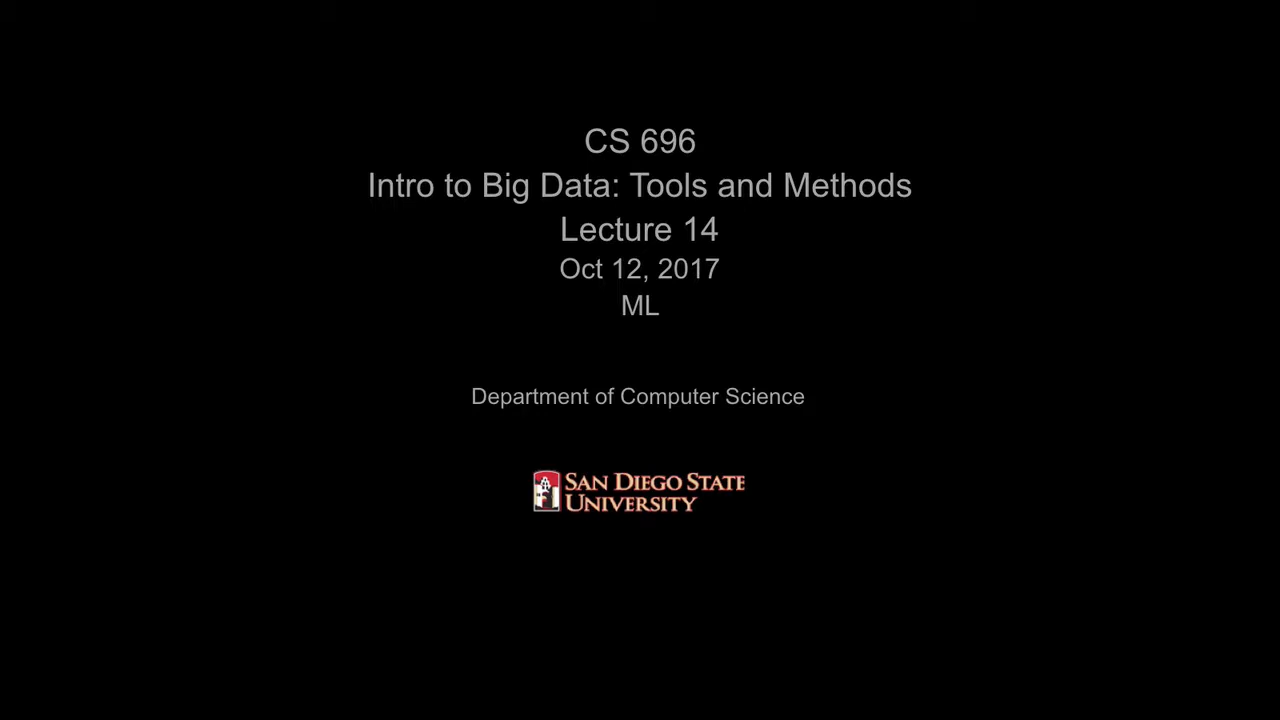 CS 696
Intro to Big Data: Tools and Methods
Lecture 14
Oct 12, 2017
ML
Department of Computer Science
SAN DIEGO STATE
UNIVERSITY